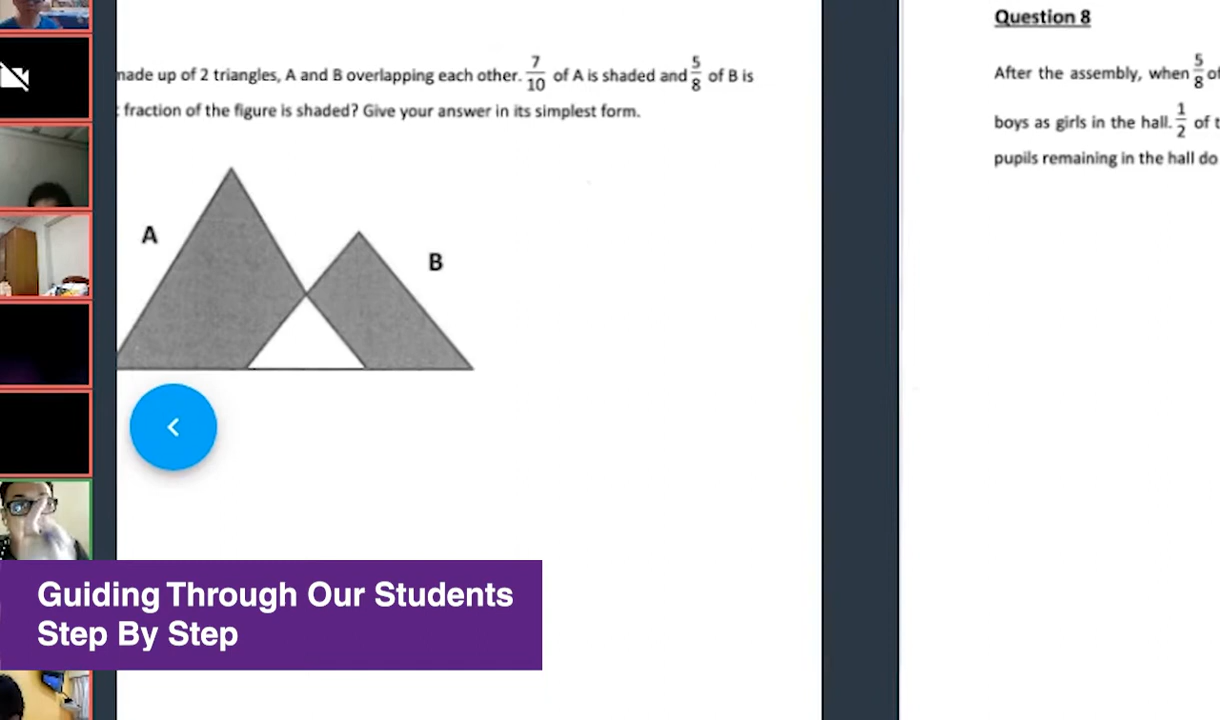 made up of 2 triangles, A and B overlapping each other. 7/10 of A is shaded and 5/8 of B is
fraction of the figure is shaded? Give your answer in its simplest form.
A
B
Guiding Through Our Students
Step By Step
Question 8
After the assembly, when 5/8 of
boys as girls in the hall. 1/2 of t
pupils remaining in the hall do